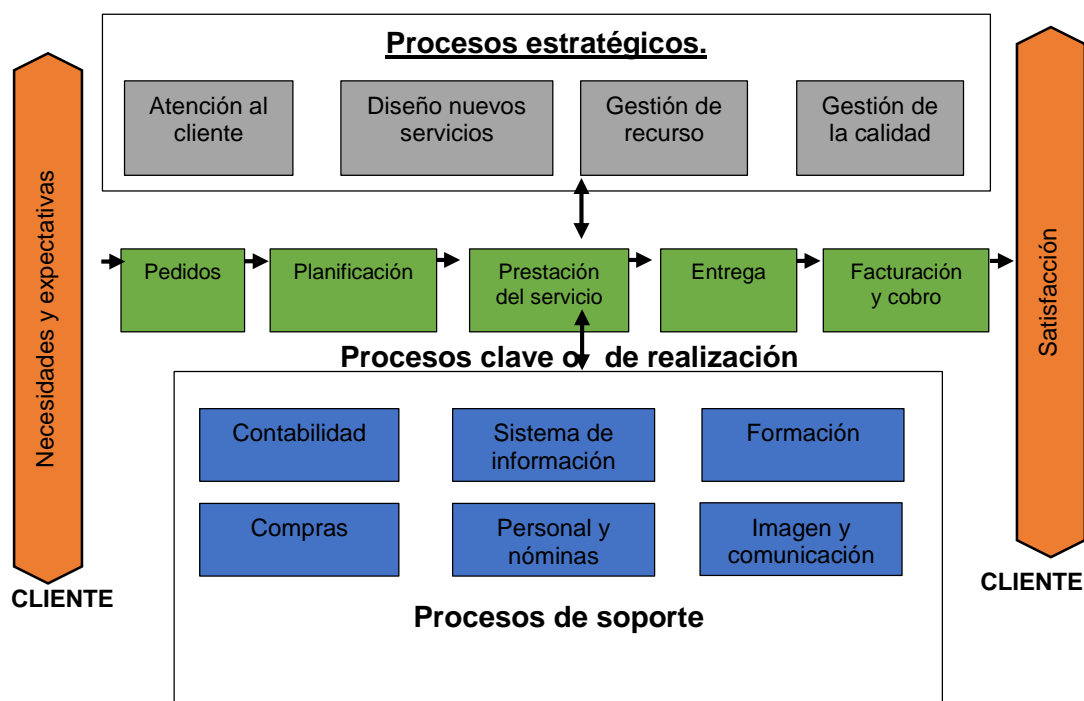 Procesos estratégicos.
Atención al
cliente
Diseño nuevos
servicios
Gestión de
recurso
Gestión de
la calidad
Necesidades y expectativas
Pedidos
Planificación
Prestación
del servicio
Entrega
Facturación
y cobro
Satisfacción
Procesos clave o de realización
Contabilidad
Sistema de
información
Formación
Compras
Personal y
nóminas
Imagen y
comunicación
CLIENTE
CLIENTE
Procesos de soporte